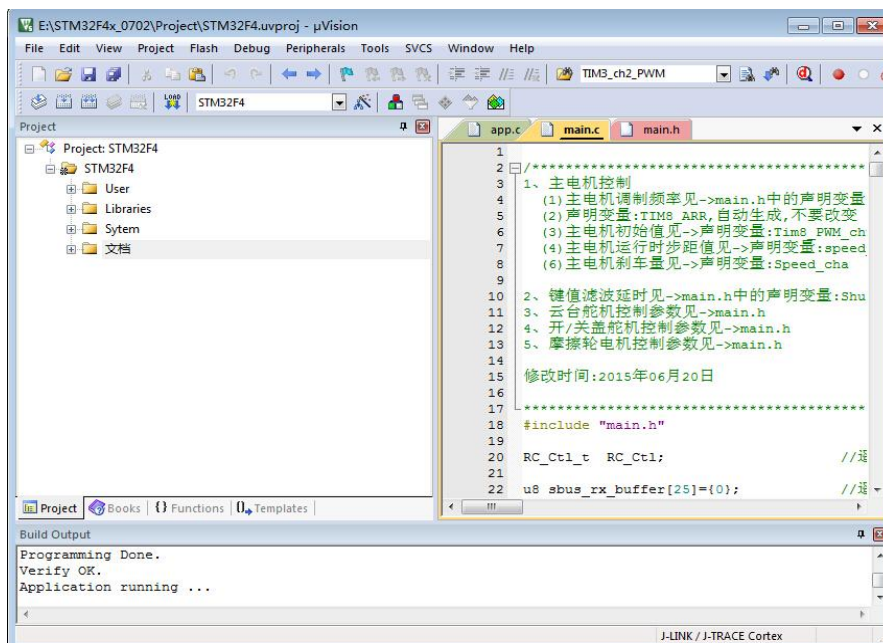 E:\STM32F4x_0702\Project\STM32F4.uvproj - µVision
File Edit View Project Flash Debug Peripherals Tools SVCS Window Help
TIM3_ch2_PWM
LOAD STM32F4
Project
Project: STM32F4
STM32F4
User
Libraries
Sytem
文档
Project Books {} Functions Templates
app.c main.c main.h
1
2 /******************************************
3 1、主电机控制
4 (1)主电机调制频率见->main.h中的声明变量
5 (2)声明变量:TIM8_ARR,自动生成,不要改变
6 (3)主电机初始值见->声明变量:Tim8_PWM_ch
7 (4)主电机运行时步距值见->声明变量:speed_
8 (6)主电机刹车量见->声明变量:Speed_cha
9
10 2、键值滤波延时见->main.h中的声明变量:Shu
11 3、云台舵机控制参数见->main.h
12 4、开/关盖舵机控制参数见->main.h
13 5、摩擦轮电机控制参数见->main.h
14
15 修改时间:2015年06月20日
16
17 *******************************************
18 #include "main.h"
19
20 RC_Ctl_t RC_Ctl; //
21
22 u8 sbus_rx_buffer[25]={0}; //
Build Output
Programming Done.
Verify OK.
Application running ...
J-LINK / J-TRACE Cortex